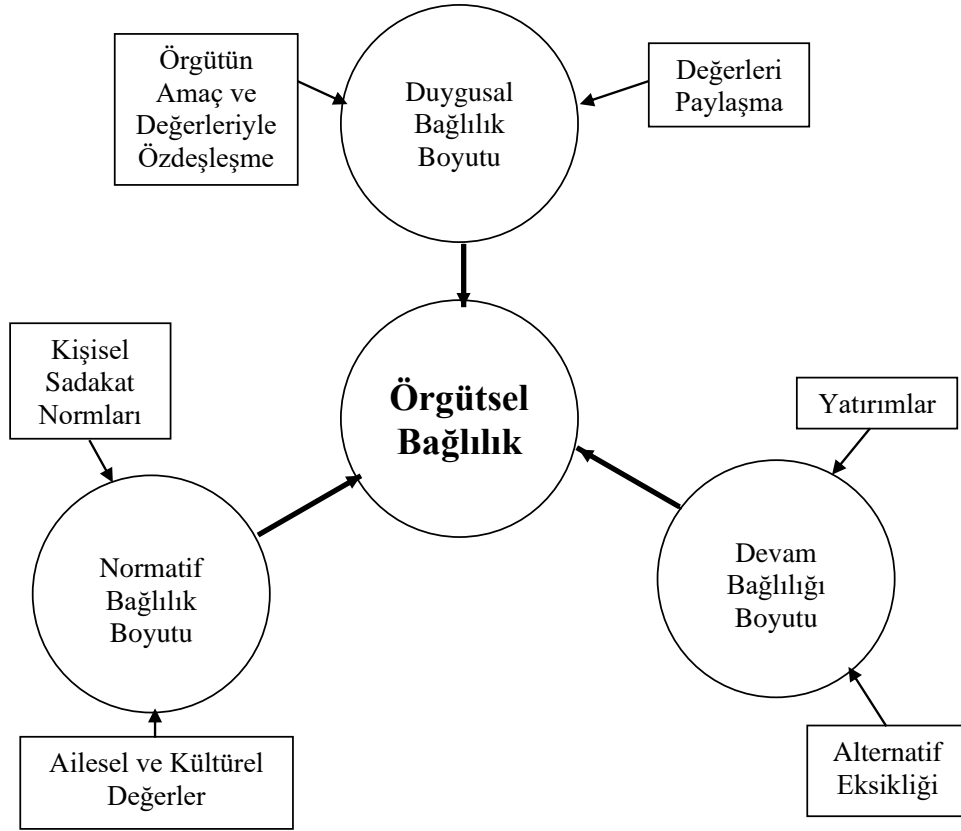 Örgütün
Amaç ve
Değerleriyle
Özdeşleşme
Duygusal
Bağlılık
Boyutu
Değerleri
Paylaşma
Kişisel
Sadakat
Normları
Örgütsel
Bağlılık
Yatırımlar
Normatif
Bağlılık
Boyutu
Devam
Bağlılığı
Boyutu
Ailesel ve Kültürel
Değerler
Alternatif
Eksikliği